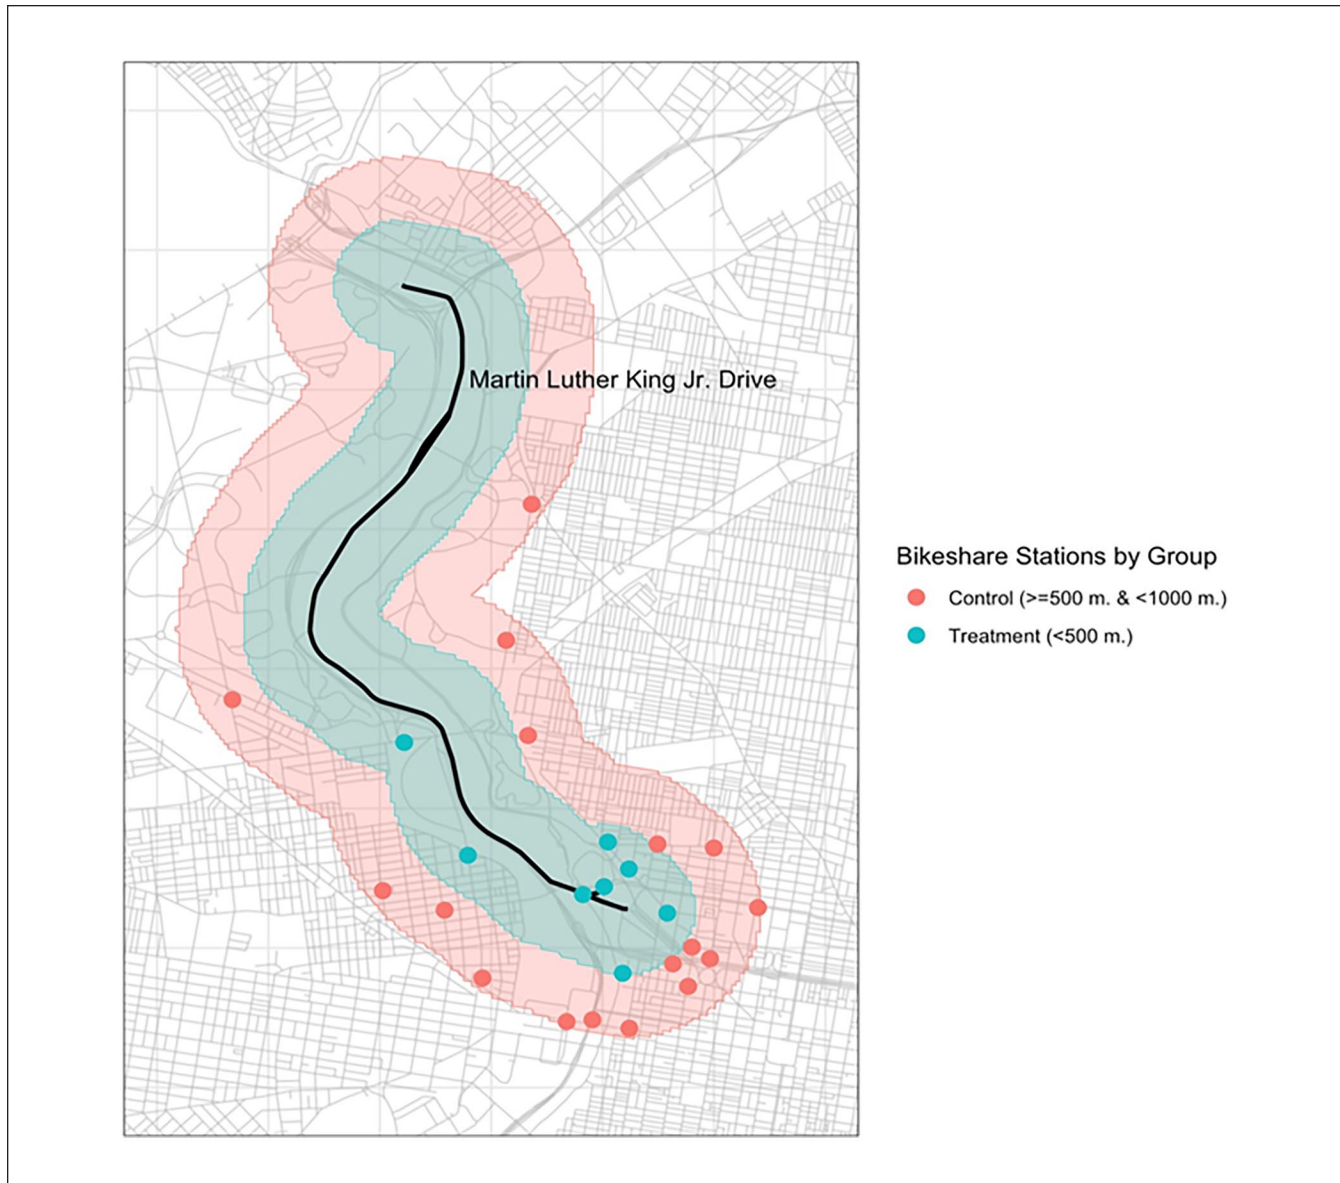 Martin Luther King Jr. Drive
Bikeshare Stations by Group
Control (>=500 m. & <1000 m.)
Treatment (<500 m.)